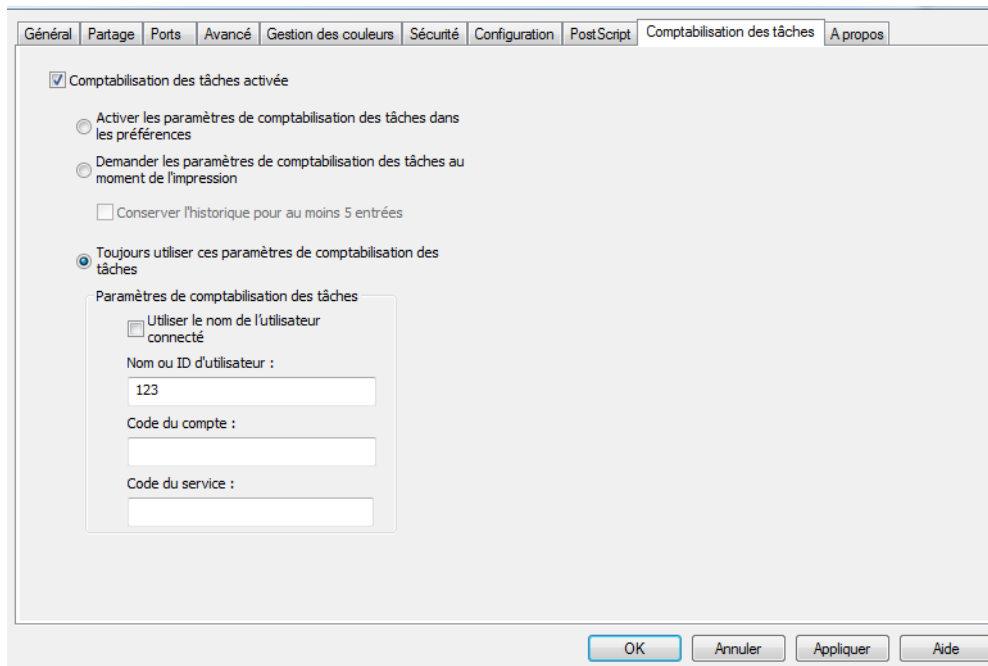 Général Partage Ports Avancé Gestion des couleurs Sécurité Configuration PostScript Comptabilisation des tâches A propos
Comptabilisation des tâches activée
Activer les paramètres de comptabilisation des tâches dans
les préférences
Demander les paramètres de comptabilisation des tâches au
moment de l'impression
Conserver l'historique pour au moins 5 entrées
Toujours utiliser ces paramètres de comptabilisation des
tâches
Paramètres de comptabilisation des tâches
Utiliser le nom de l'utilisateur
connecté
Nom ou ID d'utilisateur :
123
Code du compte :
Code du service :
OK Annuler Appliquer Aide